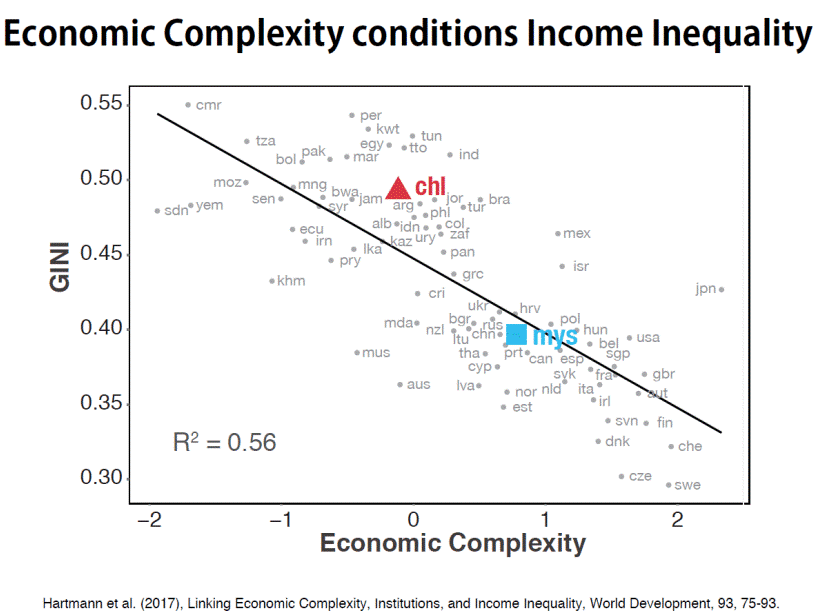 Economic Complexity conditions Income Inequality
0.55
cmr
per
kwt
tun
tza
egy
tto
pak
mar
ind
bol
0.50
moz
mng
chl
bwa
jam
jor
bra
sen
syr
arg
tur
sdn
yem
phl
alb
idn
col
ecu
irn
kaz
ury
zaf
mex
0.45
lka
pan
pry
isr
GINI
khm
grc
jpn
cri
ukr
hrv
0.40
mda
bgr
rus
pol
nzl
chn
mys
hun
ltu
bel
usa
mus
tha
prt
can
esp
sgp
cyp
svk
fra
gbr
0.35
aus
lva
nor
nld
ita
aut
est
irl
svn
fin
R² = 0.56
dnk
che
0.30
cze
swe
−2
−1
0
1
2
Economic Complexity
Hartmann et al. (2017), Linking Economic Complexity, Institutions, and Income Inequality, World Development, 93, 75-93.